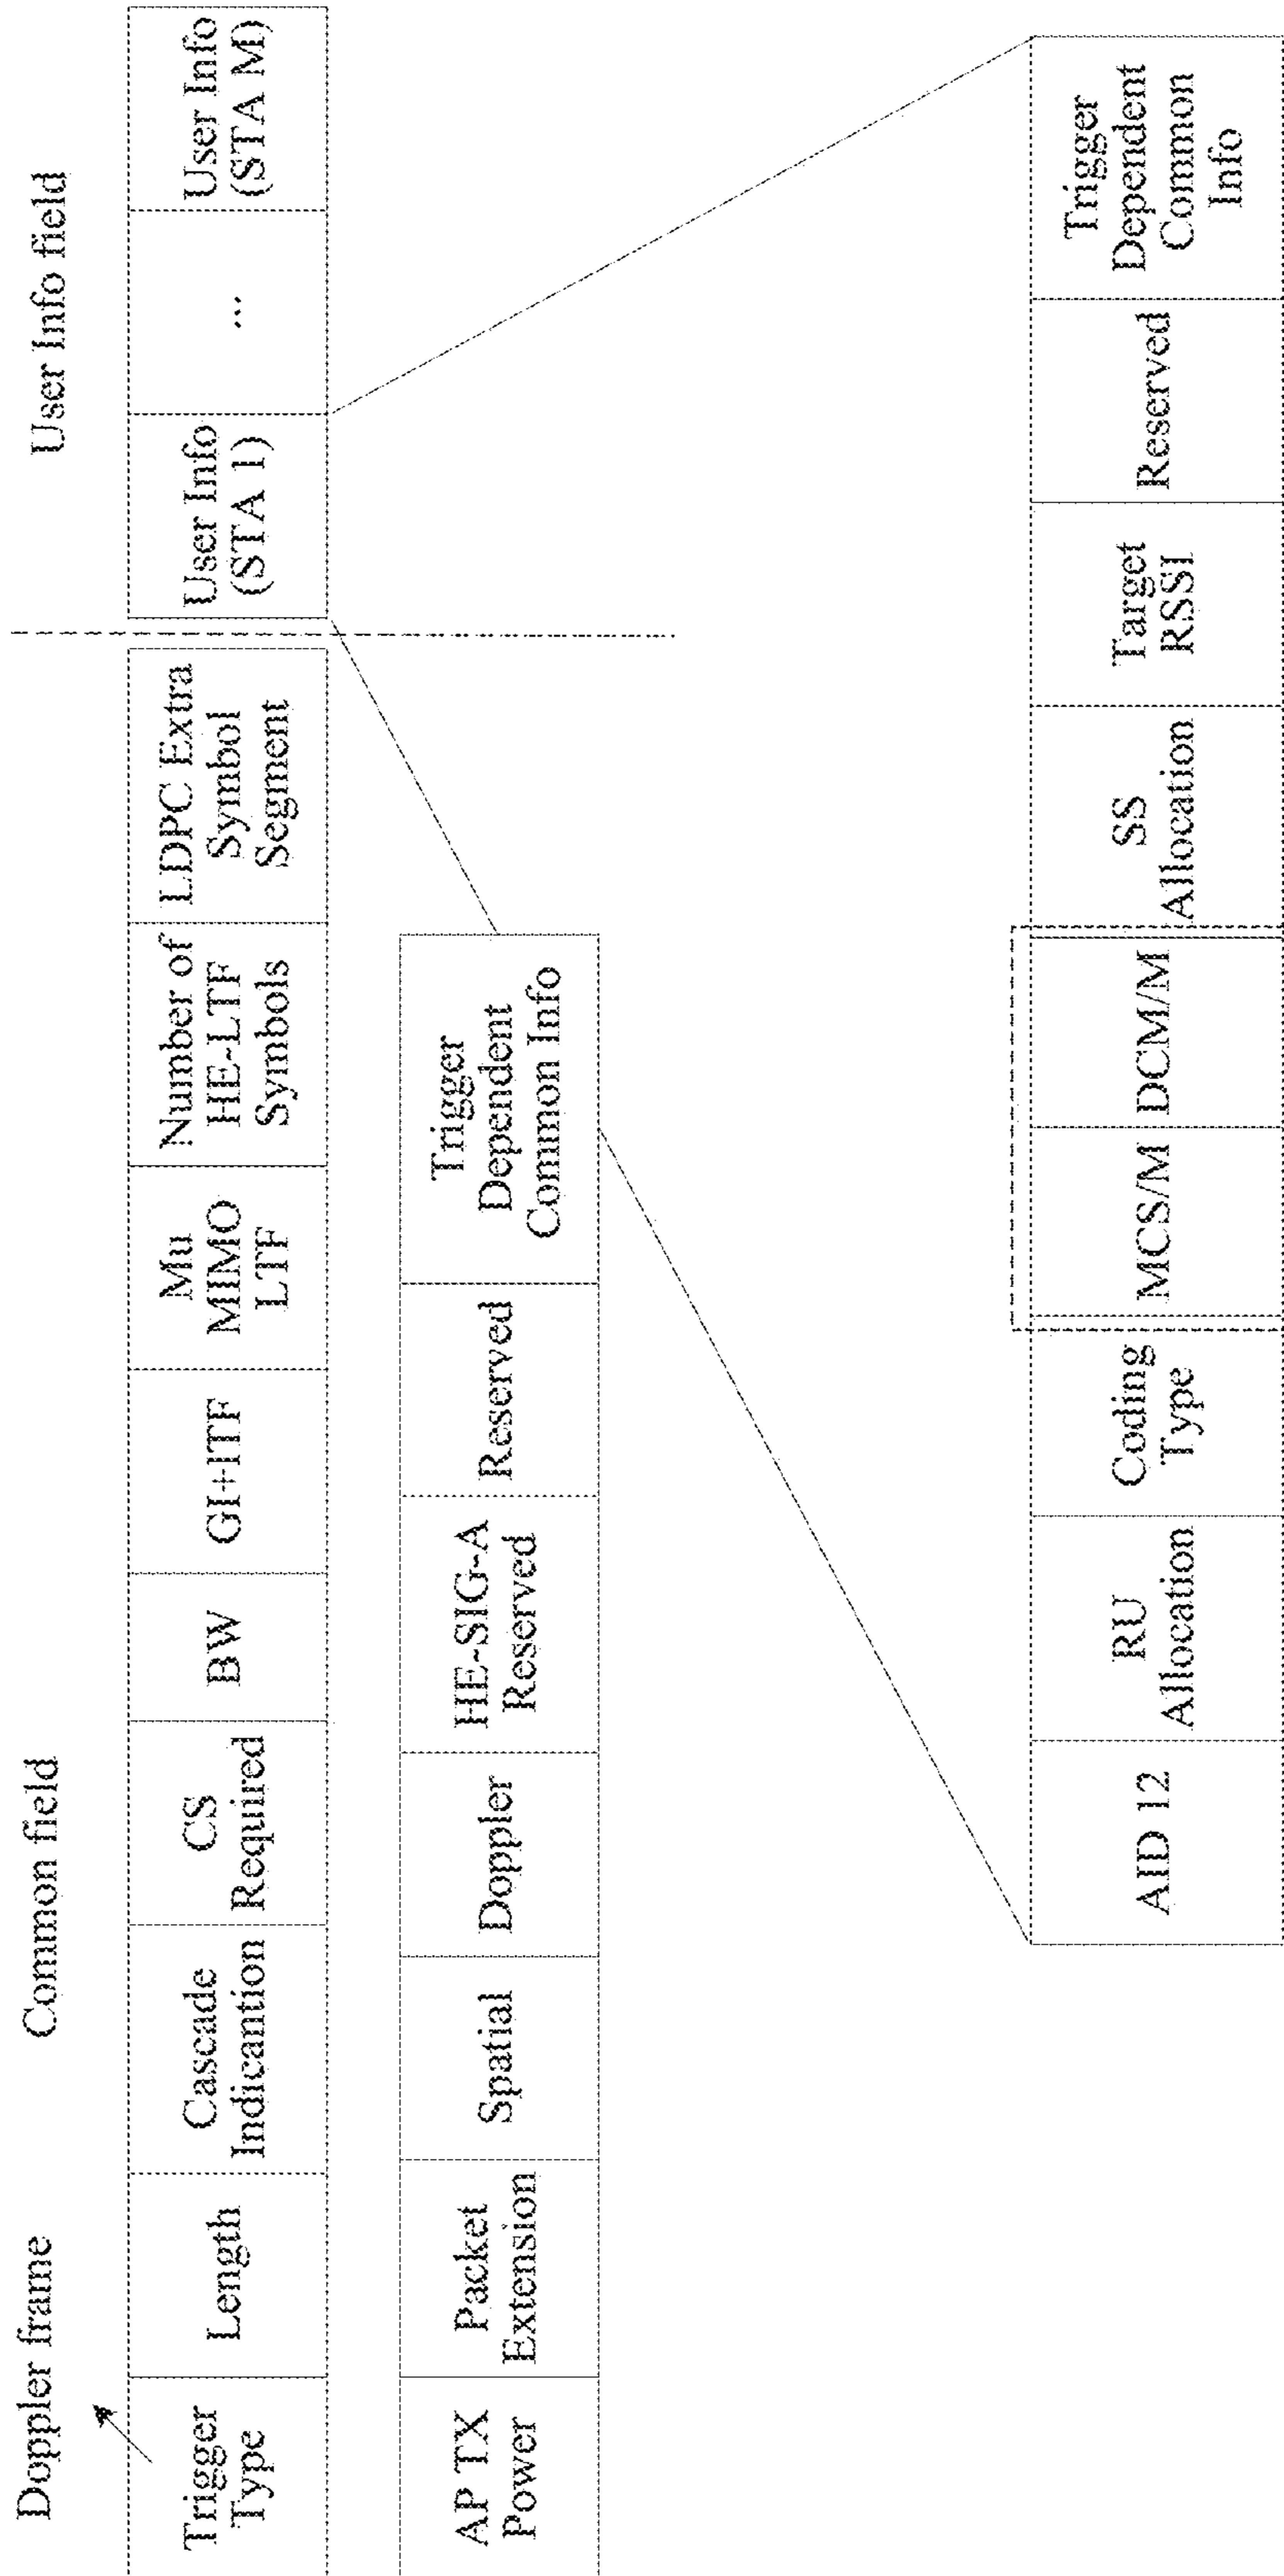 Doppler frame
Common field
User Info field
Trigger
Type
Length
Cascade
Indicantion
CS
Required
BW
GI+ITF
Mu
MIMO
LTF
Number of
HE-LTF
Symbols
LDPC Extra
Symbol
Segment
User Info
(STA 1)
...
User Info
(STA M)
AP TX
Power
Packet
Extension
Spatial
Doppler
HE-SIG-A
Reserved
Reserved
Trigger
Dependent
Common Info
AID 12
RU
Allocation
Coding
Type
MCS/M
DCM/M
SS
Allocation
Target
RSSI
Reserved
Trigger
Dependent
Common
Info